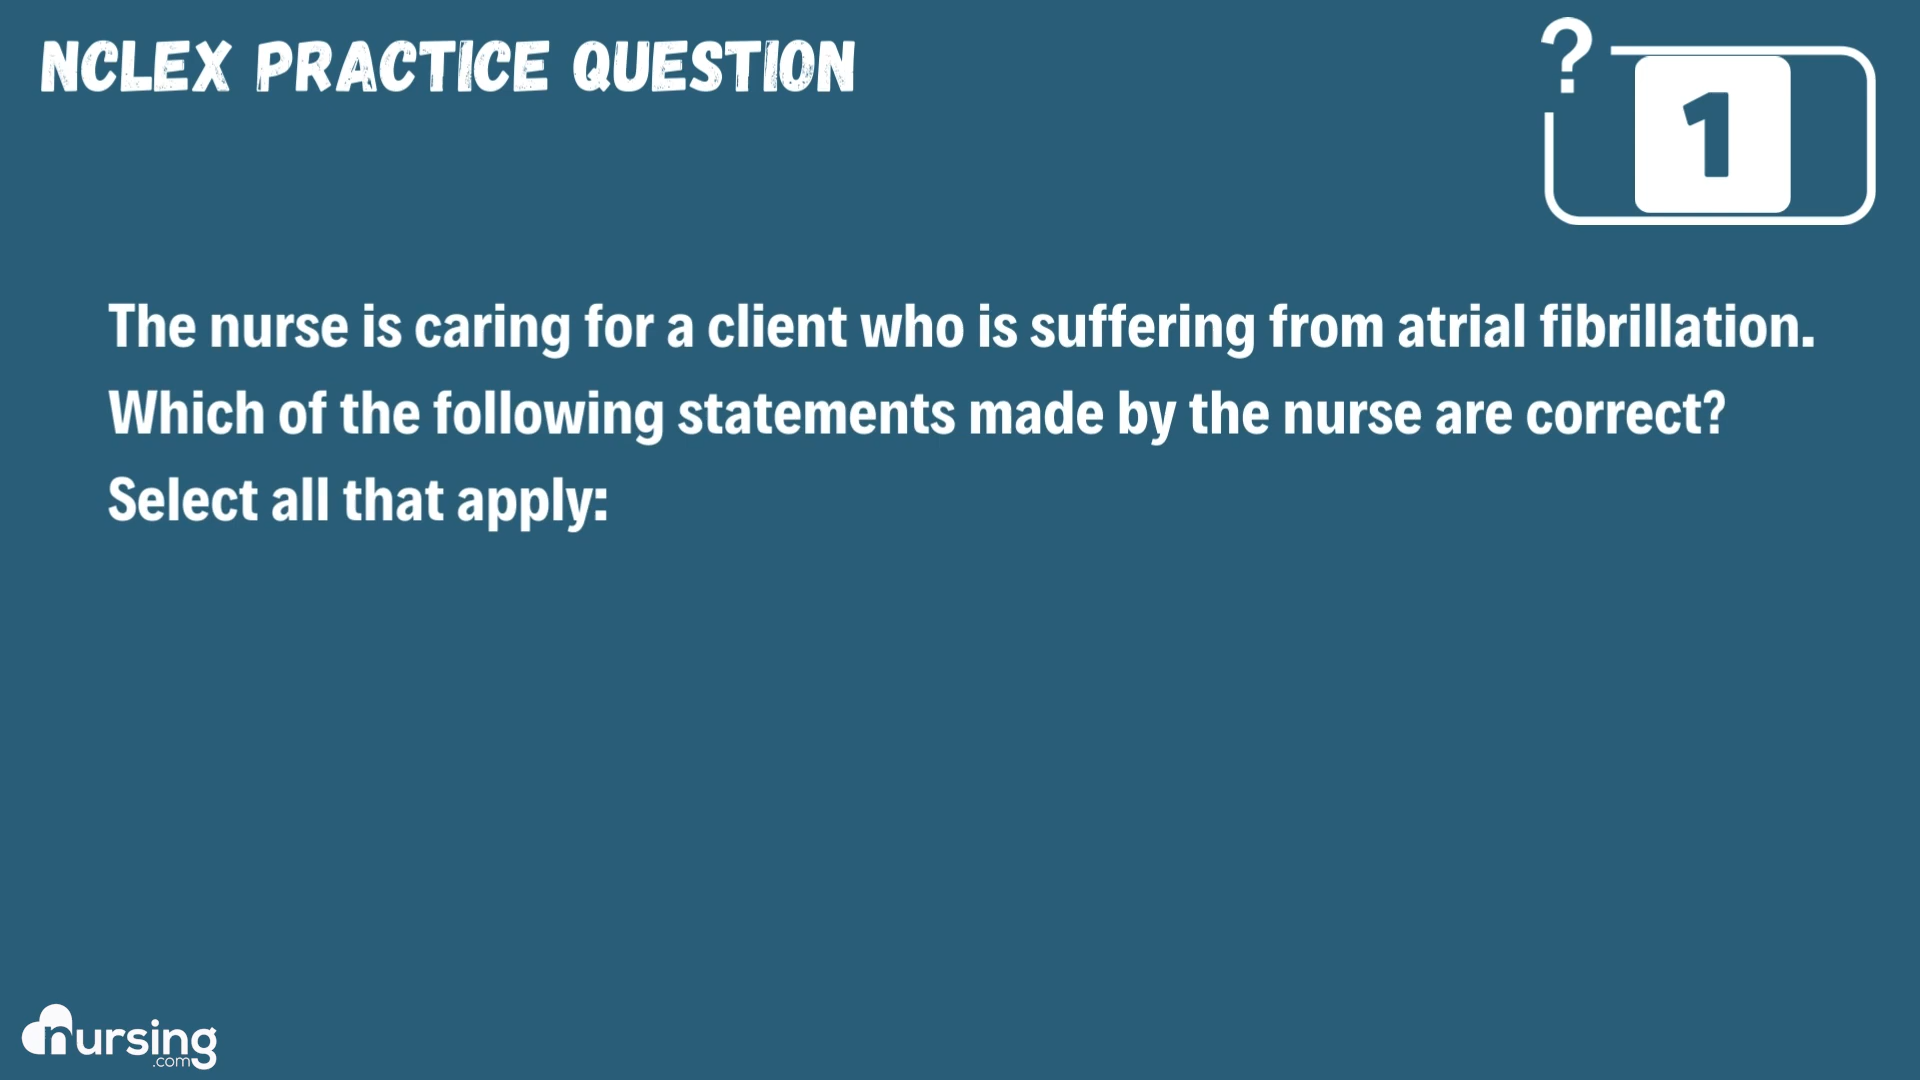 NCLEX PRACTICE QUESTION
?
1
The nurse is caring for a client who is suffering from atrial fibrillation.
Which of the following statements made by the nurse are correct?
Select all that apply:
nursing
.com